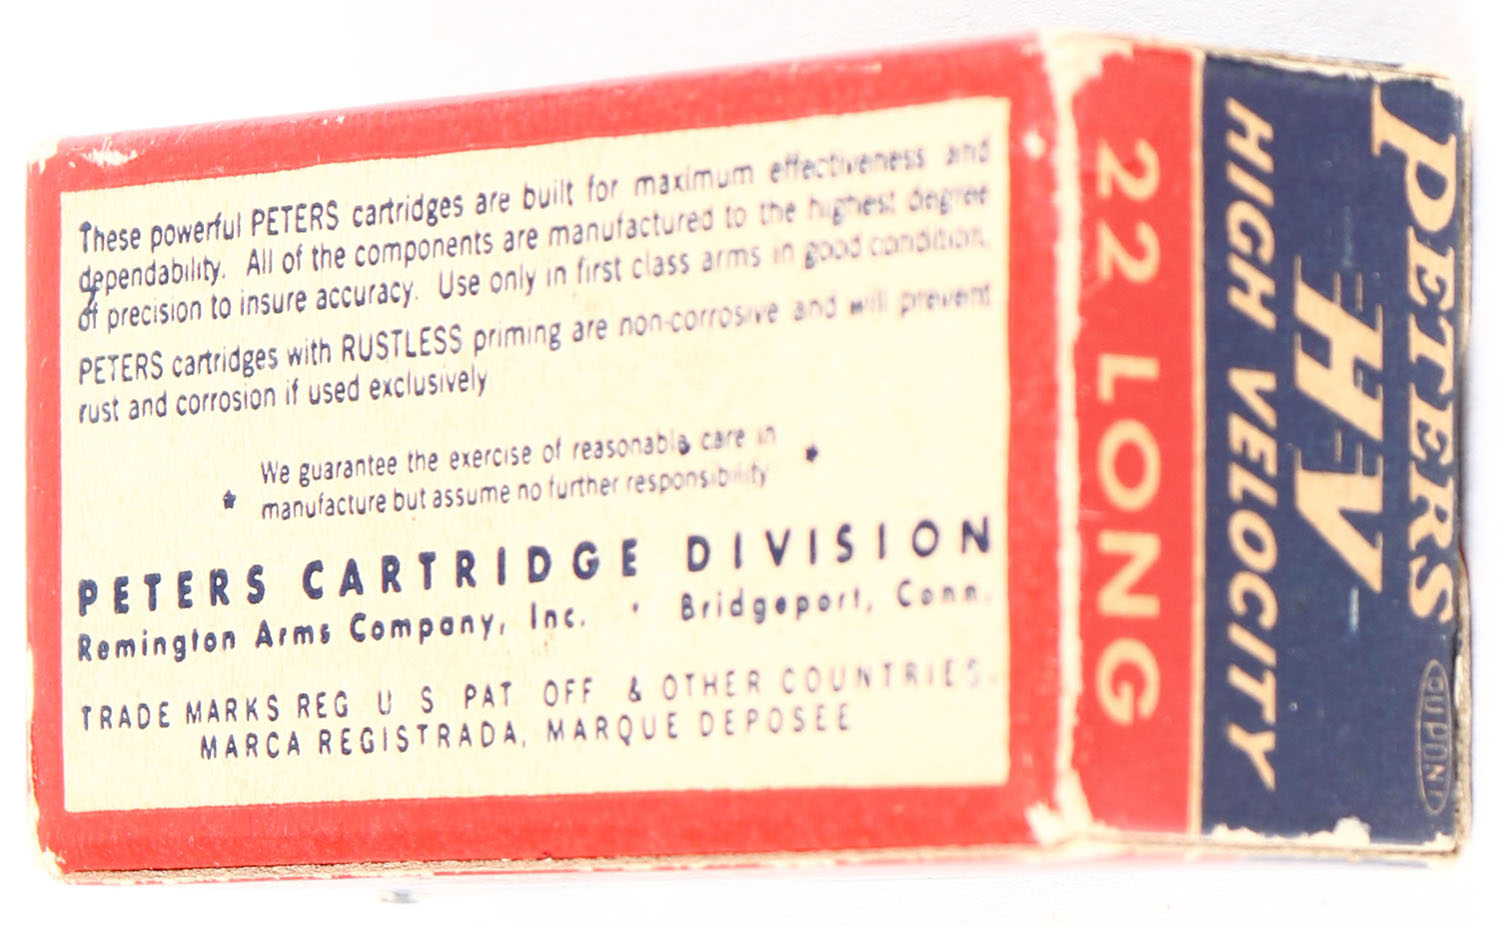 These powerful PETERS cartridges are built for maximum effectiveness and
dependability. All of the components are manufactured to the highest degree
of precision to insure accuracy. Use only in first class arms in good condition.
PETERS cartridges with RUSTLESS priming are non-corrosive and will prevent
rust and corrosion if used exclusively
* We guarantee the exercise of reasonable care in *
manufacture but assume no further responsibility
PETERS CARTRIDGE DIVISION
Remington Arms Company, Inc. · Bridgeport, Conn.
TRADE MARKS REG U S PAT OFF & OTHER COUNTRIES.
MARCA REGISTRADA, MARQUE DEPOSEE
PETERS
HV
HIGH VELOCITY
22 LONG
DUPONT